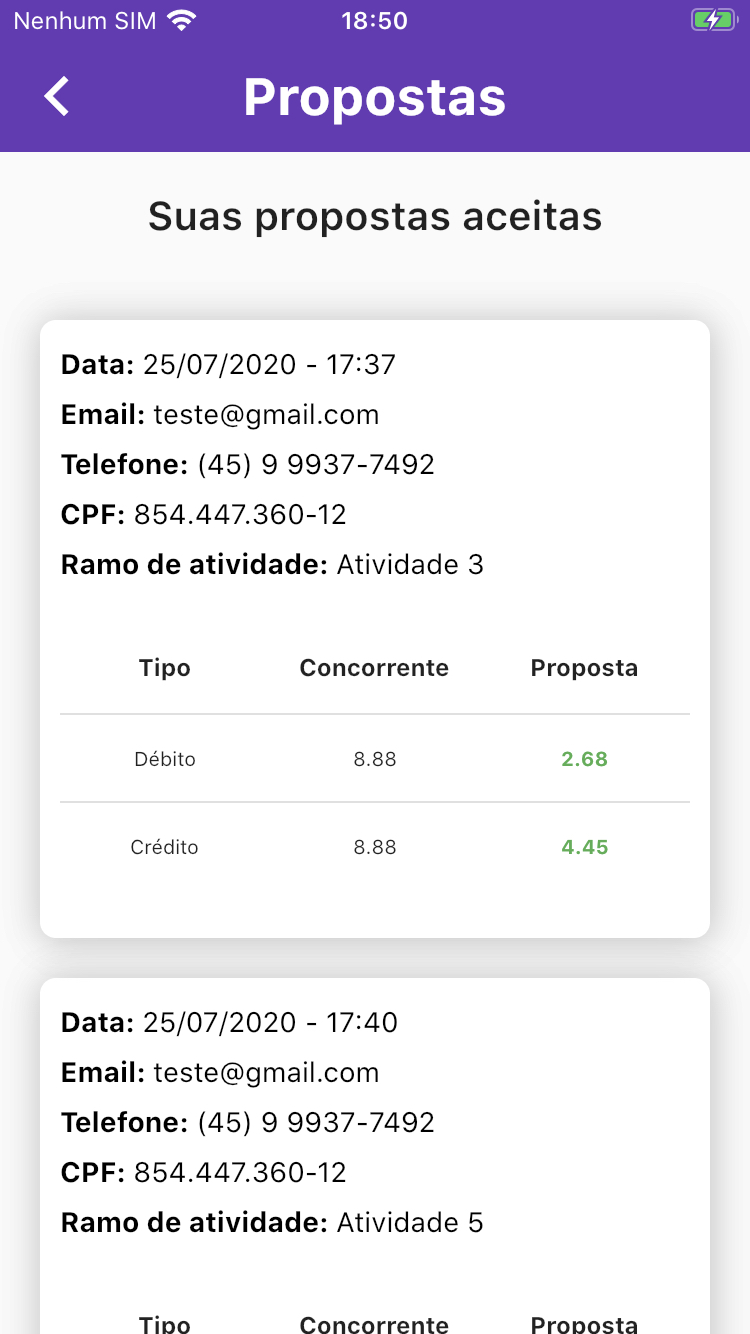 Nenhum SIM 18:50
Propostas
Suas propostas aceitas
Data: 25/07/2020 - 17:37
Email: teste@gmail.com
Telefone: (45) 9 9937-7492
CPF: 854.447.360-12
Ramo de atividade: Atividade 3
Tipo Concorrente Proposta
Débito 8.88 2.68
Crédito 8.88 4.45
Data: 25/07/2020 - 17:40
Email: teste@gmail.com
Telefone: (45) 9 9937-7492
CPF: 854.447.360-12
Ramo de atividade: Atividade 5
Tipo Concorrente Proposta